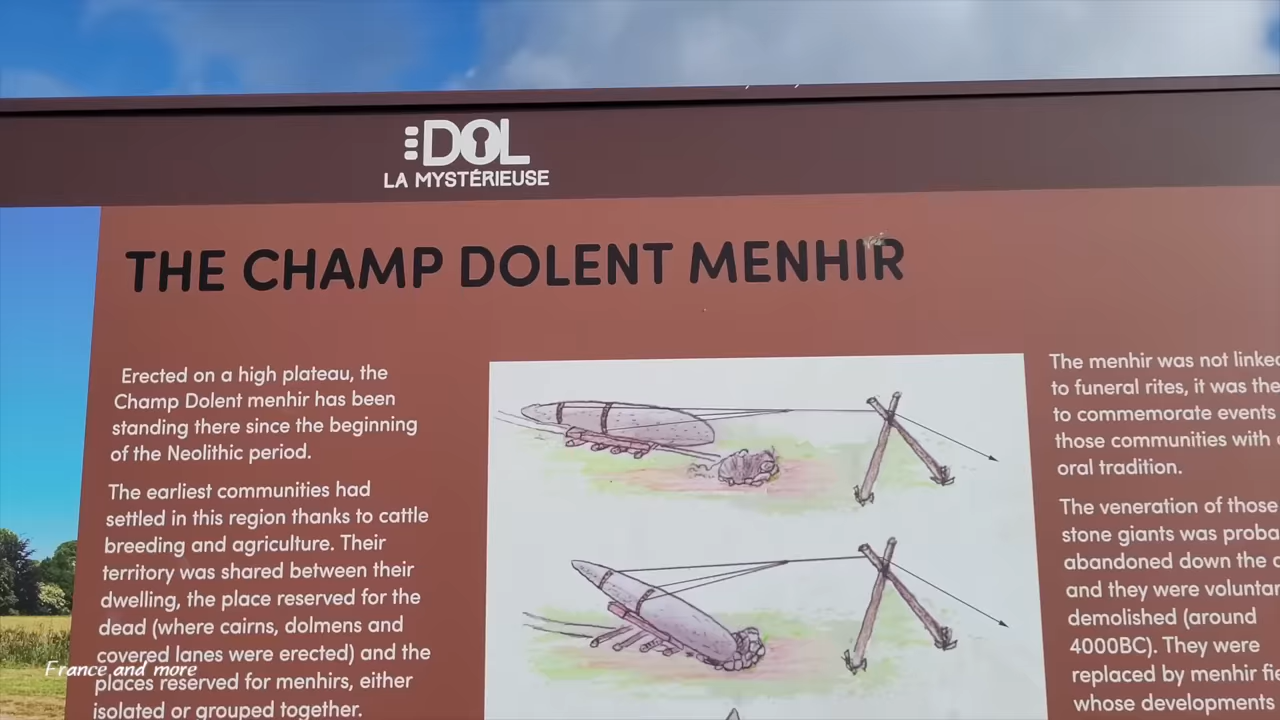 DOL
LA MYSTÉRIEUSE
THE CHAMP DOLENT MENHIR
Erected on a high plateau, the
Champ Dolent menhir has been
standing there since the beginning
of the Neolithic period.
The earliest communities had
settled in this region thanks to cattle
breeding and agriculture. Their
territory was shared between their
dwelling, the place reserved for the
dead (where cairns, dolmens and
covered lanes were erected) and the
places reserved for menhirs, either
isolated or grouped together.
The menhir was not linked
to funeral rites, it was
to commemorate events
those communities with
oral tradition.
The veneration of those
stone giants was
abandoned down the
and they were
demolished (around
4000BC). They were
replaced by menhir
whose developments
France and more